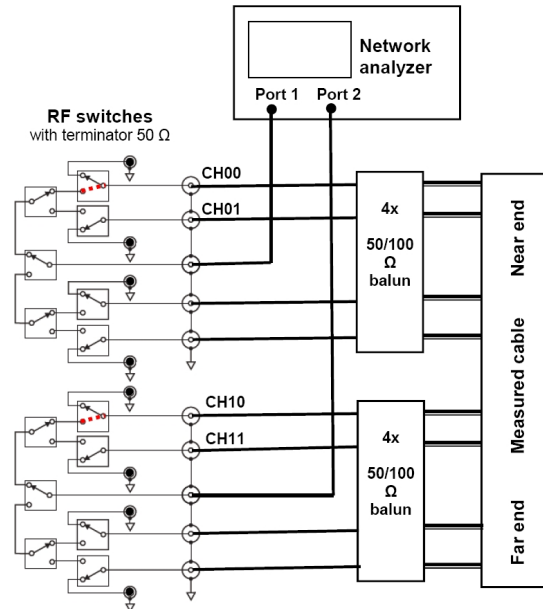 Network
analyzer
Port 1
Port 2
RF switches
with terminator 50 Ω
CH00
CH01
4x
50/100
Ω
balun
Near end
Measured cable
Far end
CH10
CH11
4x
50/100
Ω
balun